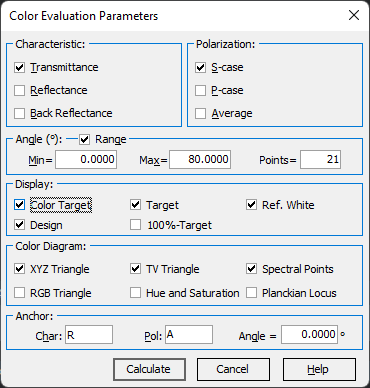 Color Evaluation Parameters
Characteristic: Polarization:
Transmittance S-case
Reflectance P-case
Back Reflectance Average
Angle (º): Range
Min= 0.0000 Max= 80.0000 Points= 21
Display:
Color Target Target Ref. White
Design 100%-Target
Color Diagram:
XYZ Triangle TV Triangle Spectral Points
RGB Triangle Hue and Saturation Planckian Locus
Anchor:
Char: R Pol: A Angle = 0.0000 º
Calculate Cancel Help